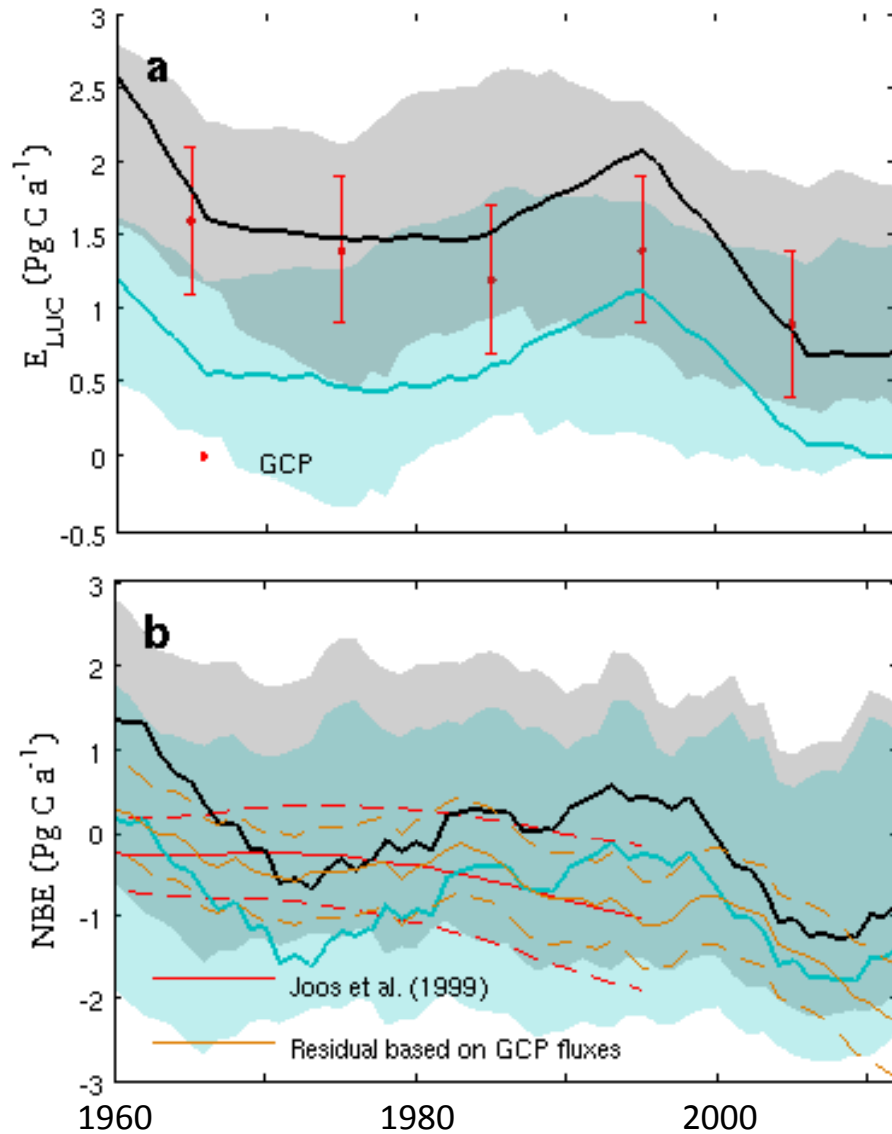 3
a
2.5
2
1.5
1
0.5
0
-0.5
E_LUC (Pg C a⁻¹)
GCP
3
b
2
1
0
-1
-2
-3
NBE (Pg C a⁻¹)
Joos et al. (1999)
Residual based on GCP fluxes
1960 1980 2000